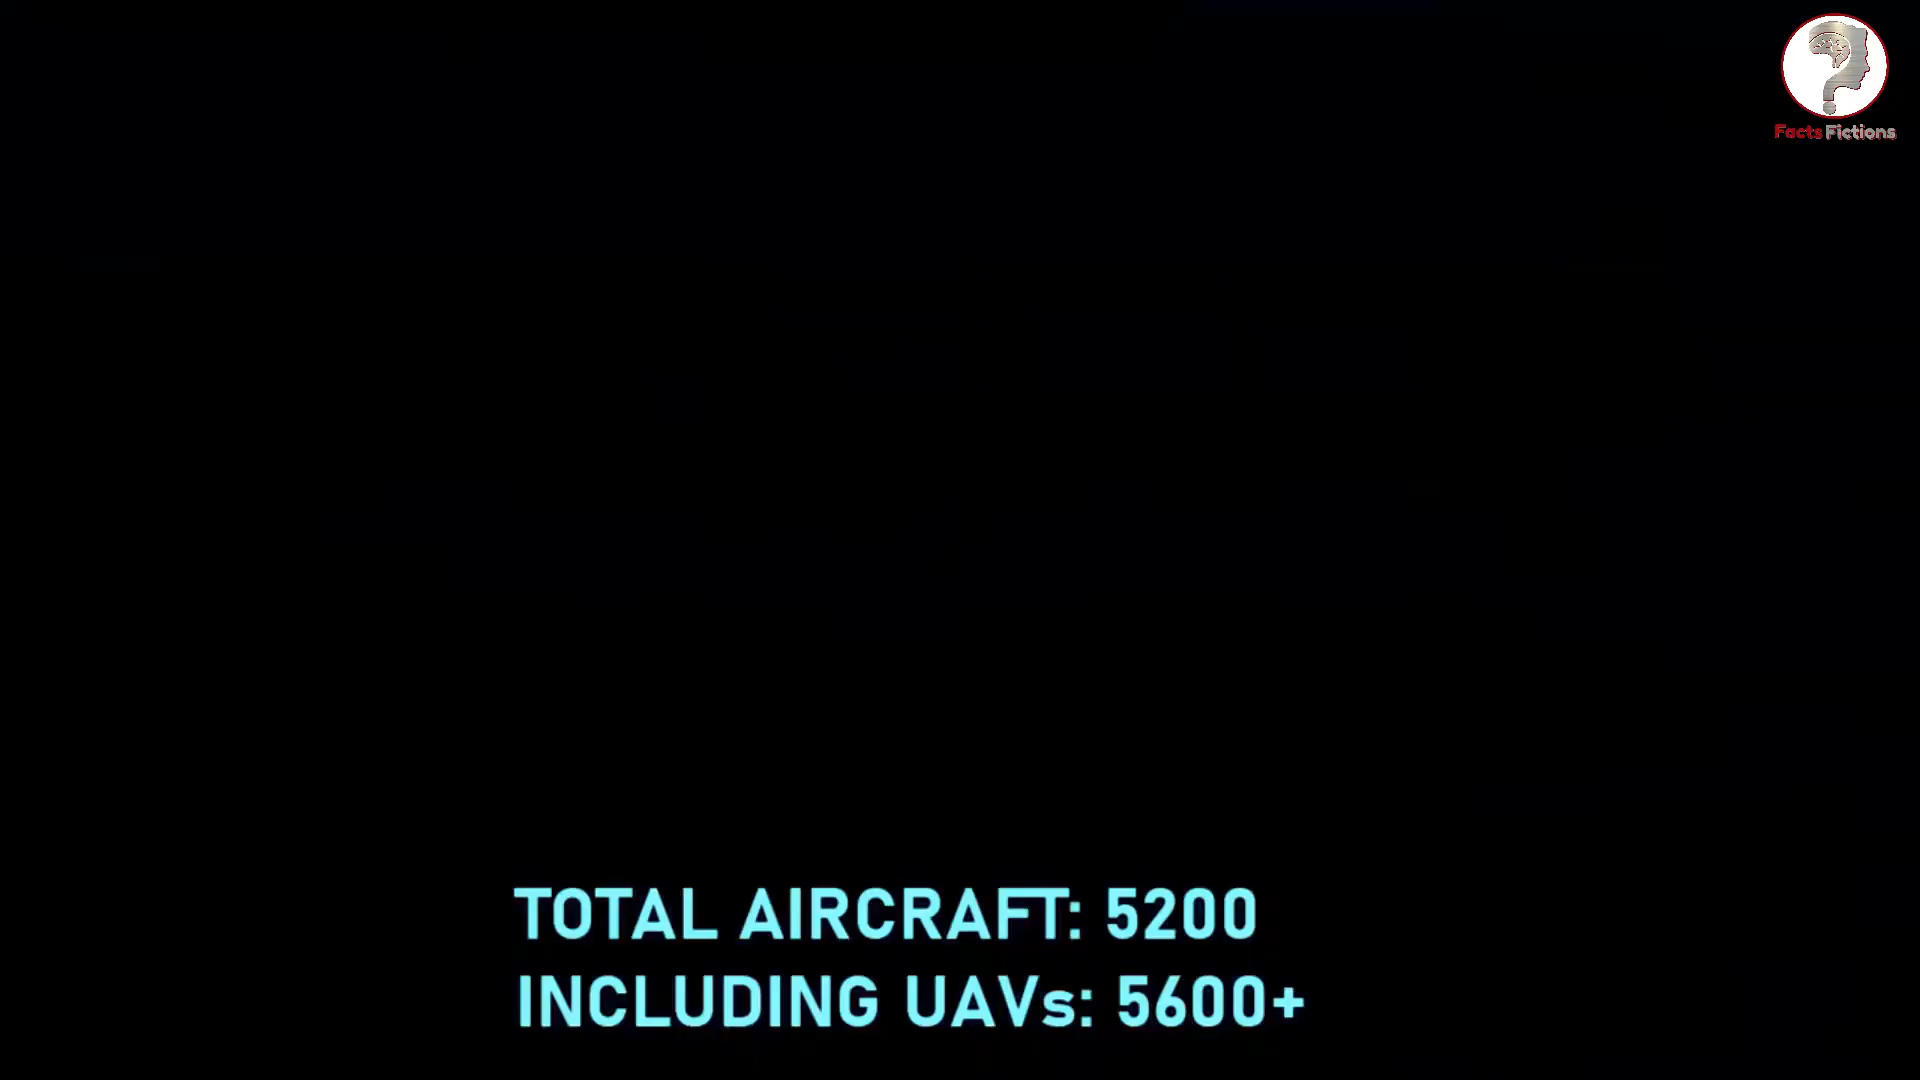 Facts Fictions
TOTAL AIRCRAFT: 5200
INCLUDING UAVs: 5600+